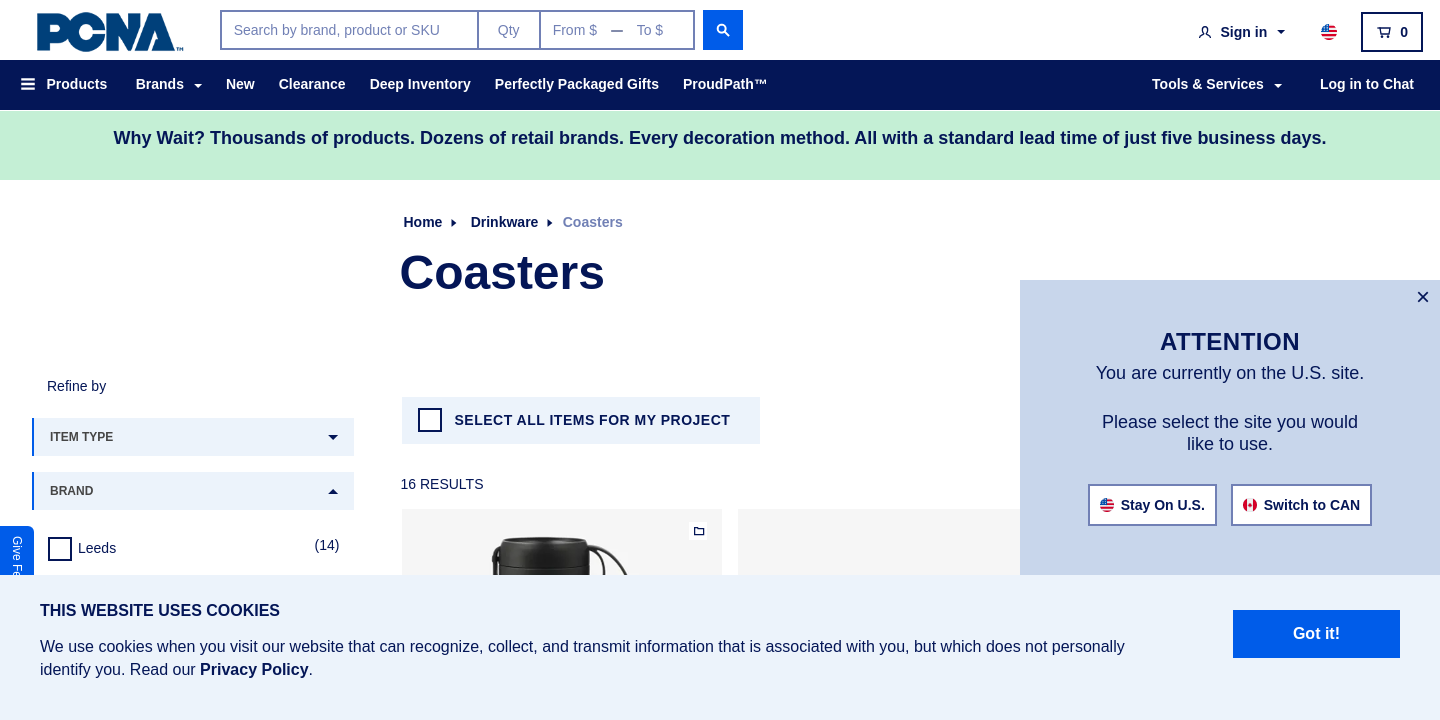 PCNA™
Search by brand, product or SKU
Qty
From $ — To $
Sign in
0
Products
Brands
New
Clearance
Deep Inventory
Perfectly Packaged Gifts
ProudPath™
Tools & Services
Log in to Chat
Why Wait? Thousands of products. Dozens of retail brands. Every decoration method. All with a standard lead time of just five business days.
Home
Drinkware
Coasters
Coasters
ATTENTION
You are currently on the U.S. site.
Please select the site you would
like to use.
Stay On U.S.
Switch to CAN
Refine by
ITEM TYPE
BRAND
Leeds
(14)
SELECT ALL ITEMS FOR MY PROJECT
16 RESULTS
Give Fe
THIS WEBSITE USES COOKIES
We use cookies when you visit our website that can recognize, collect, and transmit information that is associated with you, but which does not personally
identify you. Read our Privacy Policy.
Got it!